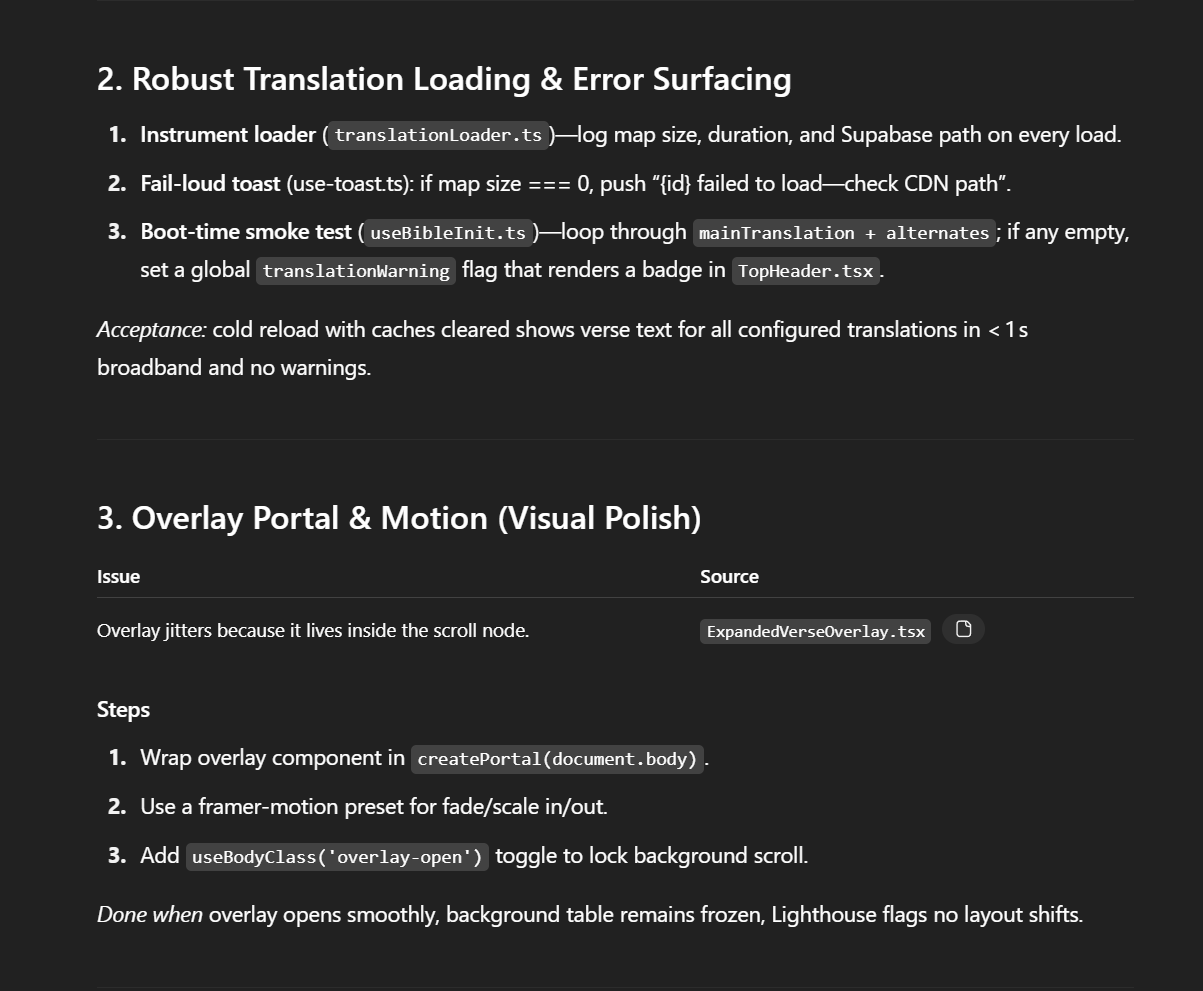 2. Robust Translation Loading & Error Surfacing
1. Instrument loader (translationLoader.ts)—log map size, duration, and Supabase path on every load.
2. Fail-loud toast (use-toast.ts): if map size === 0, push “{id} failed to load—check CDN path”.
3. Boot-time smoke test (useBibleInit.ts)—loop through mainTranslation + alternates; if any empty,
set a global translationWarning flag that renders a badge in TopHeader.tsx.
Acceptance: cold reload with caches cleared shows verse text for all configured translations in < 1 s
broadband and no warnings.
3. Overlay Portal & Motion (Visual Polish)
Issue Source
Overlay jitters because it lives inside the scroll node. ExpandedVerseOverlay.tsx
Steps
1. Wrap overlay component in createPortal(document.body).
2. Use a framer-motion preset for fade/scale in/out.
3. Add useBodyClass('overlay-open') toggle to lock background scroll.
Done when overlay opens smoothly, background table remains frozen, Lighthouse flags no layout shifts.